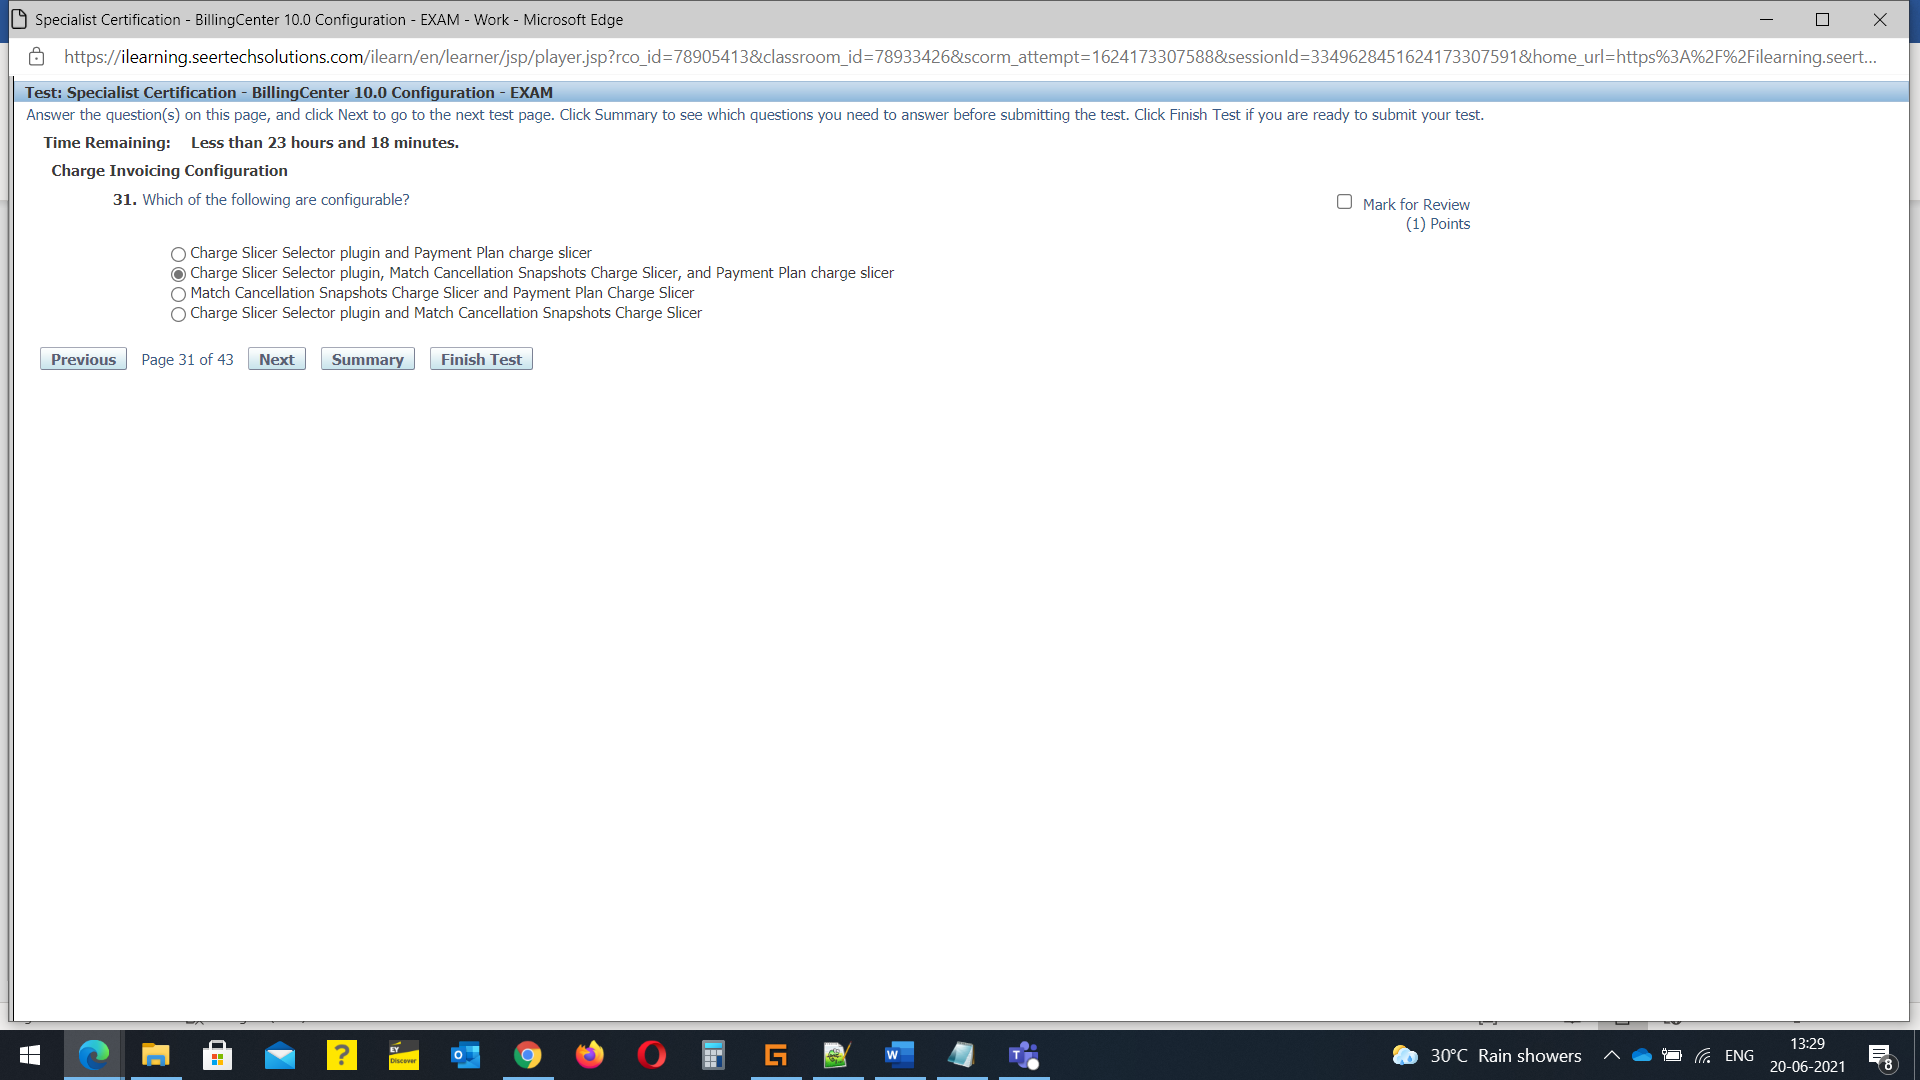 Specialist Certification - BillingCenter 10.0 Configuration - EXAM - Work - Microsoft Edge
https://ilearning.seertechsolutions.com/ilearn/en/learner/jsp/player.jsp?rco_id=78905413&classroom_id=78933426&scorm_attempt=1624173307588&sessionId=3349628451624173307591&home_url=https%3A%2F%2Filearning.seert...
Test: Specialist Certification - BillingCenter 10.0 Configuration - EXAM
Answer the question(s) on this page, and click Next to go to the next test page. Click Summary to see which questions you need to answer before submitting the test. Click Finish Test if you are ready to submit your test.
Time Remaining: Less than 23 hours and 18 minutes.
Charge Invoicing Configuration
31. Which of the following are configurable?
Mark for Review
(1) Points
Charge Slicer Selector plugin and Payment Plan charge slicer
Charge Slicer Selector plugin, Match Cancellation Snapshots Charge Slicer, and Payment Plan charge slicer
Match Cancellation Snapshots Charge Slicer and Payment Plan Charge Slicer
Charge Slicer Selector plugin and Match Cancellation Snapshots Charge Slicer
Previous Page 31 of 43 Next Summary Finish Test
EY
Discover
30°C Rain showers
ENG
13:29
20-06-2021
8